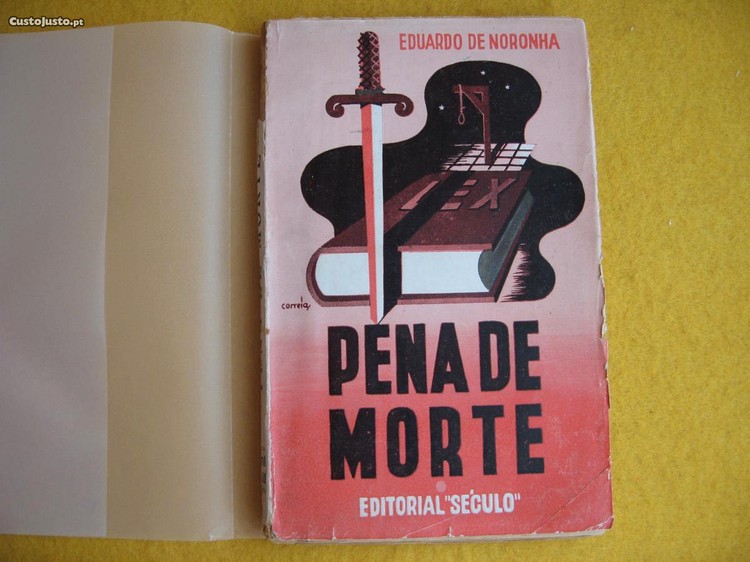 CustoJusto.pt
EDUARDO DE NORONHA
LEX
correia.
PENA DE
MORTE
EDITORIAL "SÉCULO"